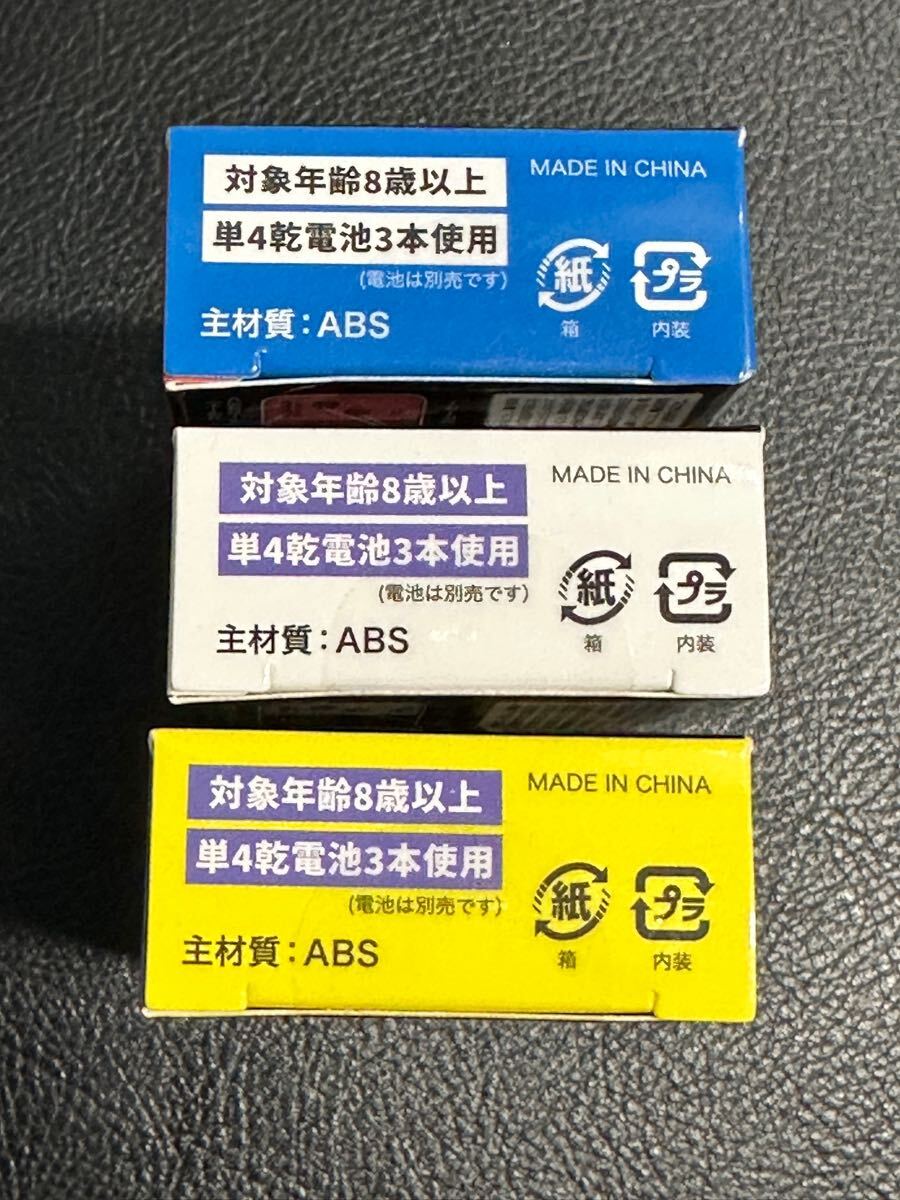 対象年齢8歳以上
MADE IN CHINA
単4乾電池3本使用
(電池は別売です)
主材質:ABS
紙
箱
プラ
内装
対象年齢8歳以上
MADE IN CHINA
単4乾電池3本使用
(電池は別売です)
主材質:ABS
紙
箱
プラ
内装
対象年齢8歳以上
MADE IN CHINA
単4乾電池3本使用
(電池は別売です)
主材質:ABS
紙
箱
プラ
内装